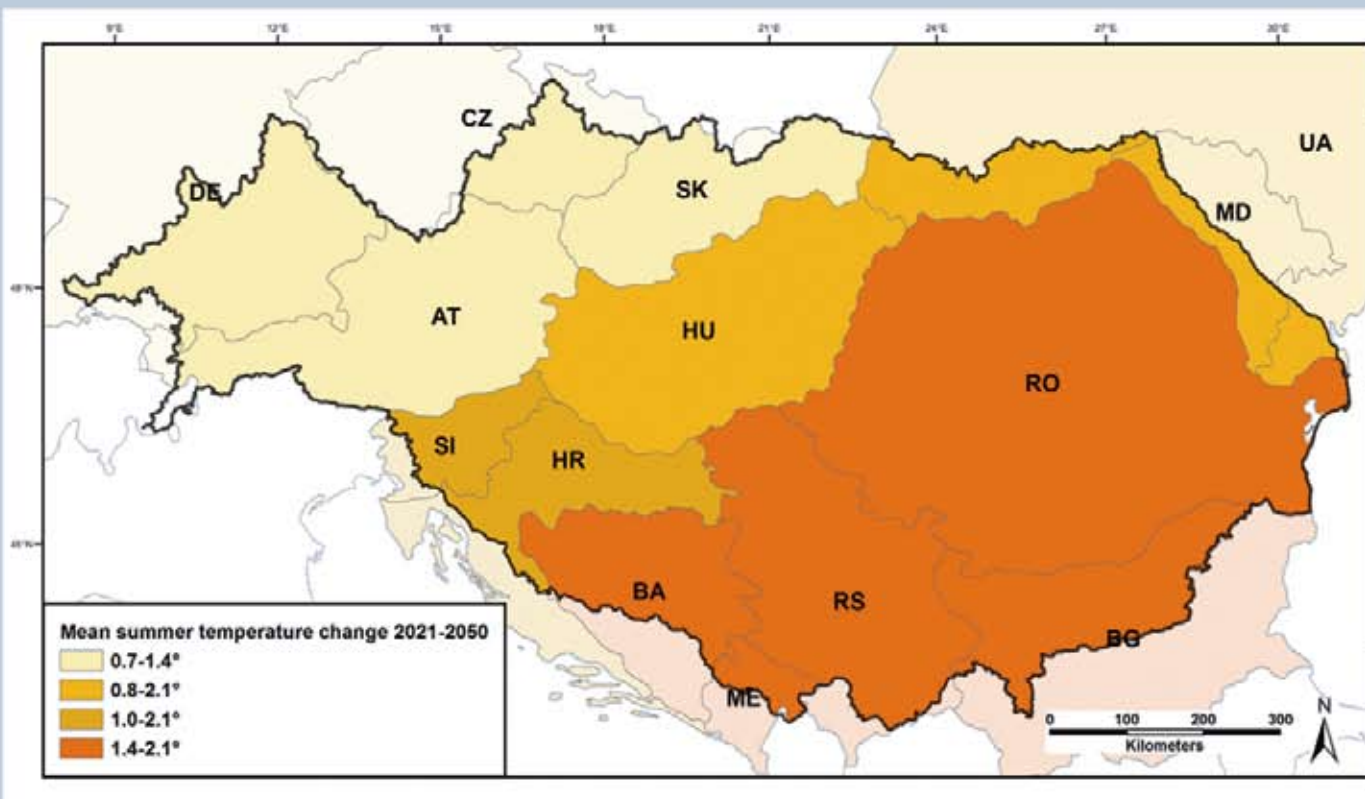 9°E 12°E 15°E 18°E 21°E 24°E 27°E 30°E
CZ
UA
DE
SK
MD
48°N
AT
HU
RO
SI
HR
45°N
BA
RS
BG
ME
Mean summer temperature change 2021-2050
0.7-1.4°
0.8-2.1°
1.0-2.1°
1.4-2.1°
N
0 100 200 300
Kilometers